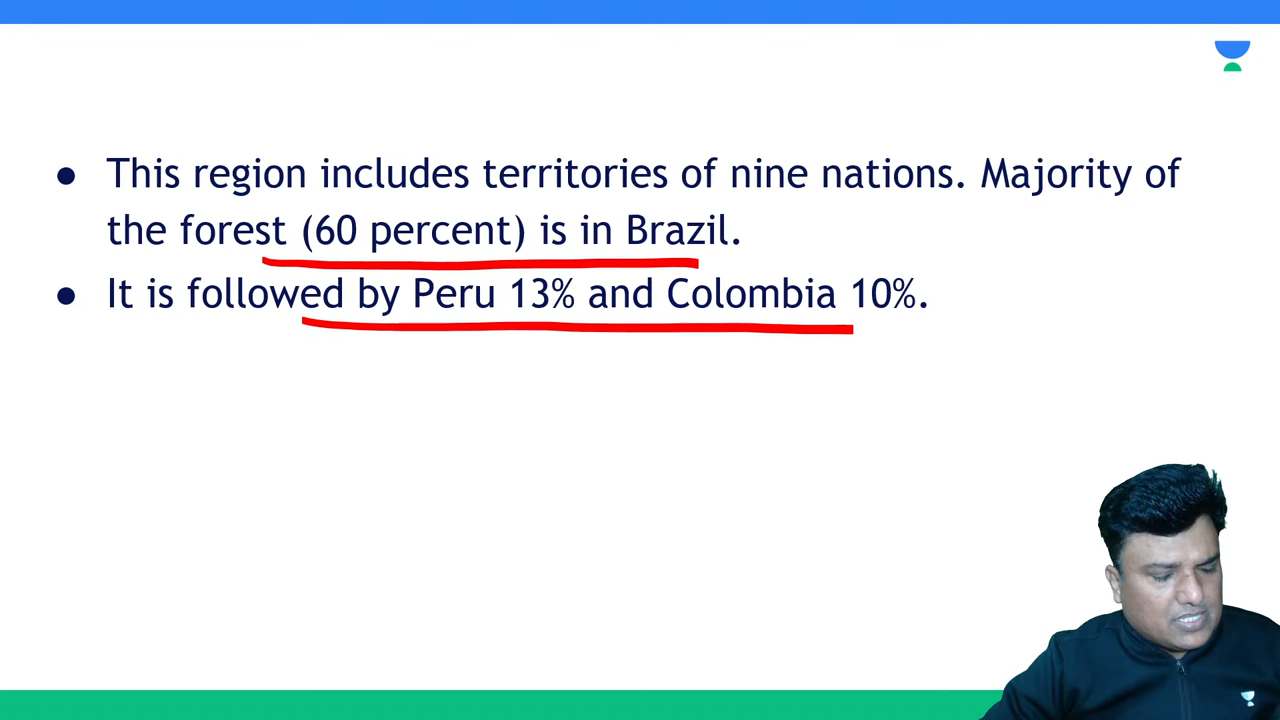 ● This region includes territories of nine nations. Majority of
the forest (60 percent) is in Brazil.
● It is followed by Peru 13% and Colombia 10%.